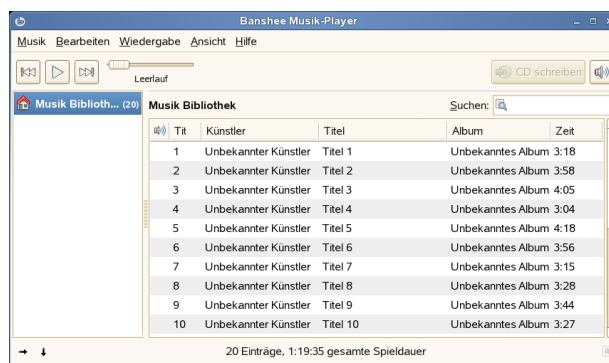 Banshee Musik-Player
Musik Bearbeiten Wiedergabe Ansicht Hilfe
Leerlauf
CD schreiben
Musik Biblioth... (20)
Musik Bibliothek
Suchen:
Tit Künstler Titel Album Zeit
1 Unbekannter Künstler Titel 1 Unbekanntes Album 3:18
2 Unbekannter Künstler Titel 2 Unbekanntes Album 3:58
3 Unbekannter Künstler Titel 3 Unbekanntes Album 4:05
4 Unbekannter Künstler Titel 4 Unbekanntes Album 3:04
5 Unbekannter Künstler Titel 5 Unbekanntes Album 4:18
6 Unbekannter Künstler Titel 6 Unbekanntes Album 3:56
7 Unbekannter Künstler Titel 7 Unbekanntes Album 3:15
8 Unbekannter Künstler Titel 8 Unbekanntes Album 3:28
9 Unbekannter Künstler Titel 9 Unbekanntes Album 3:44
10 Unbekannter Künstler Titel 10 Unbekanntes Album 3:27
20 Einträge, 1:19:35 gesamte Spieldauer